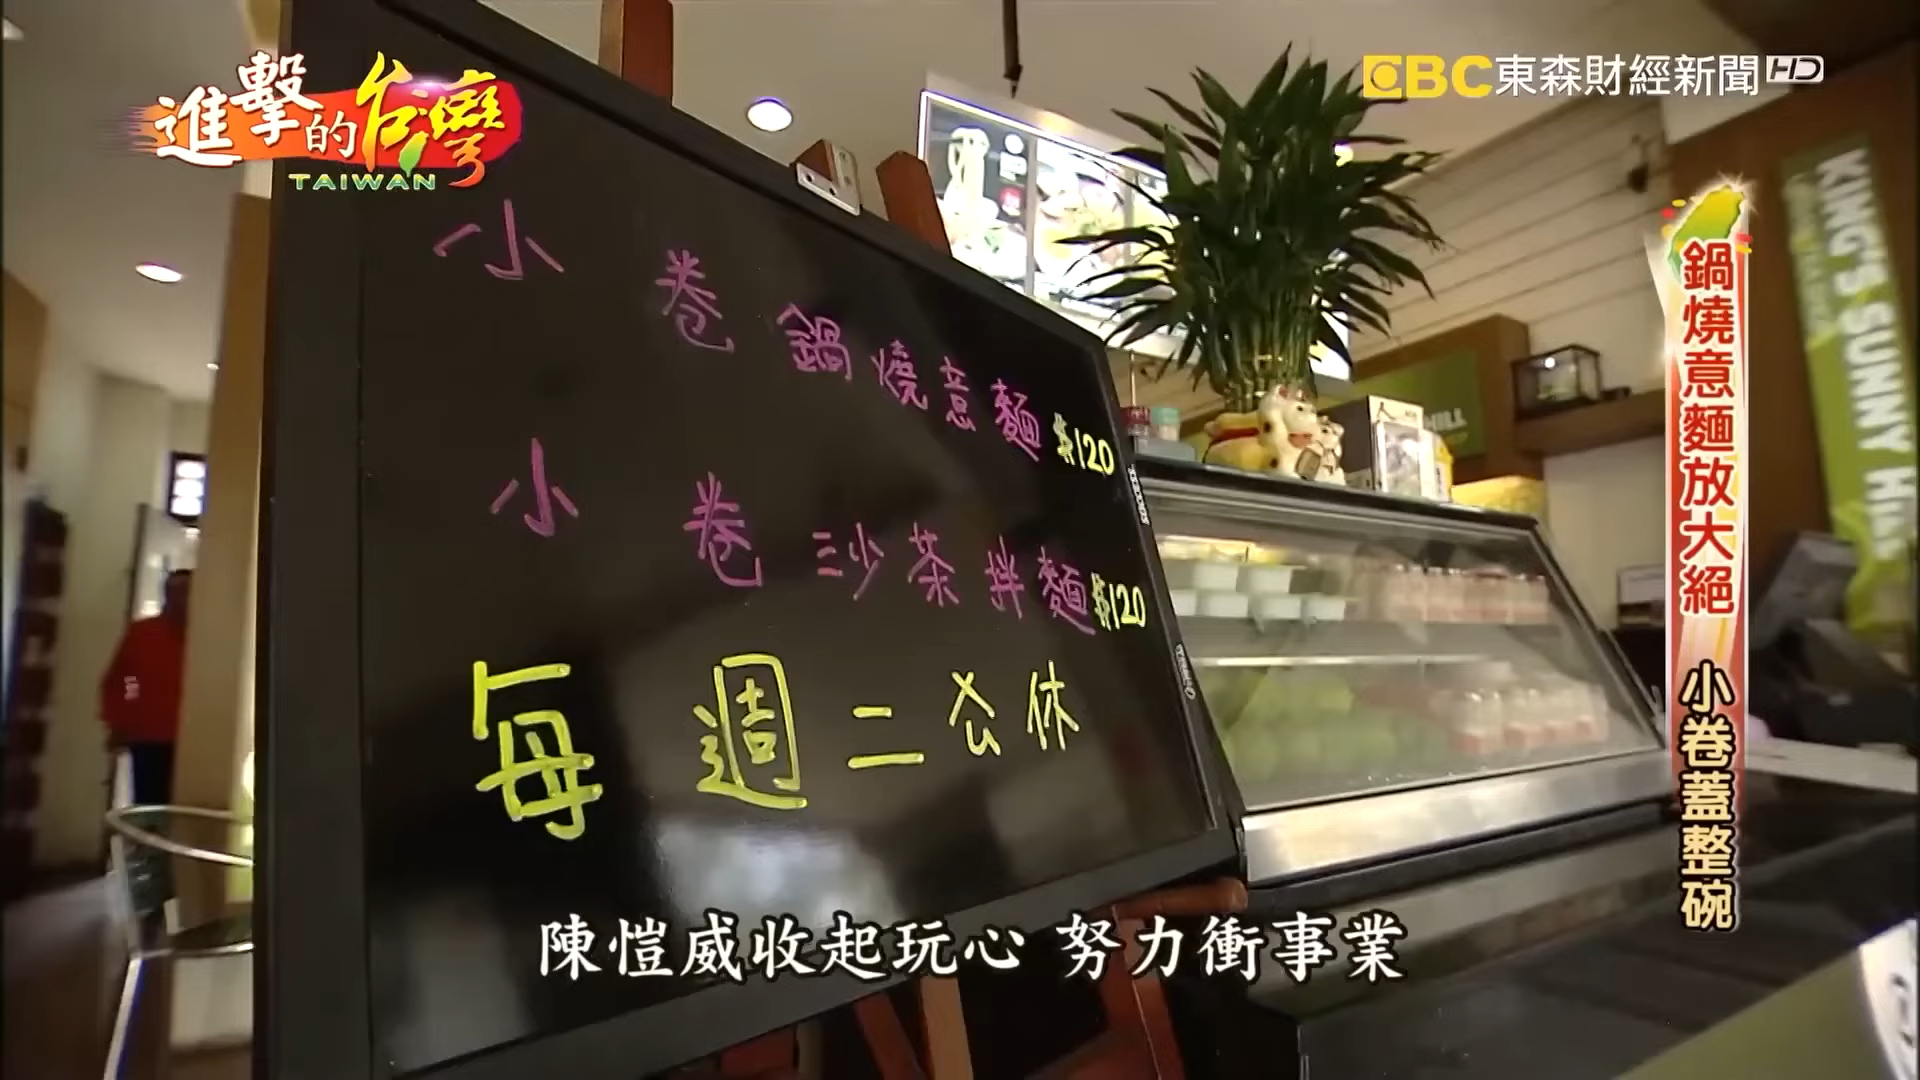 進擊的台灣
TAIWAN
EBC東森財經新聞HD
小卷鍋燒意麵 $120
小卷沙茶拌麵 $120
每週二公休
KING'S SUNNY HILL
HILL
鍋燒意麵放大絕 小卷蓋整碗
陳愷威收起玩心 努力衝事業